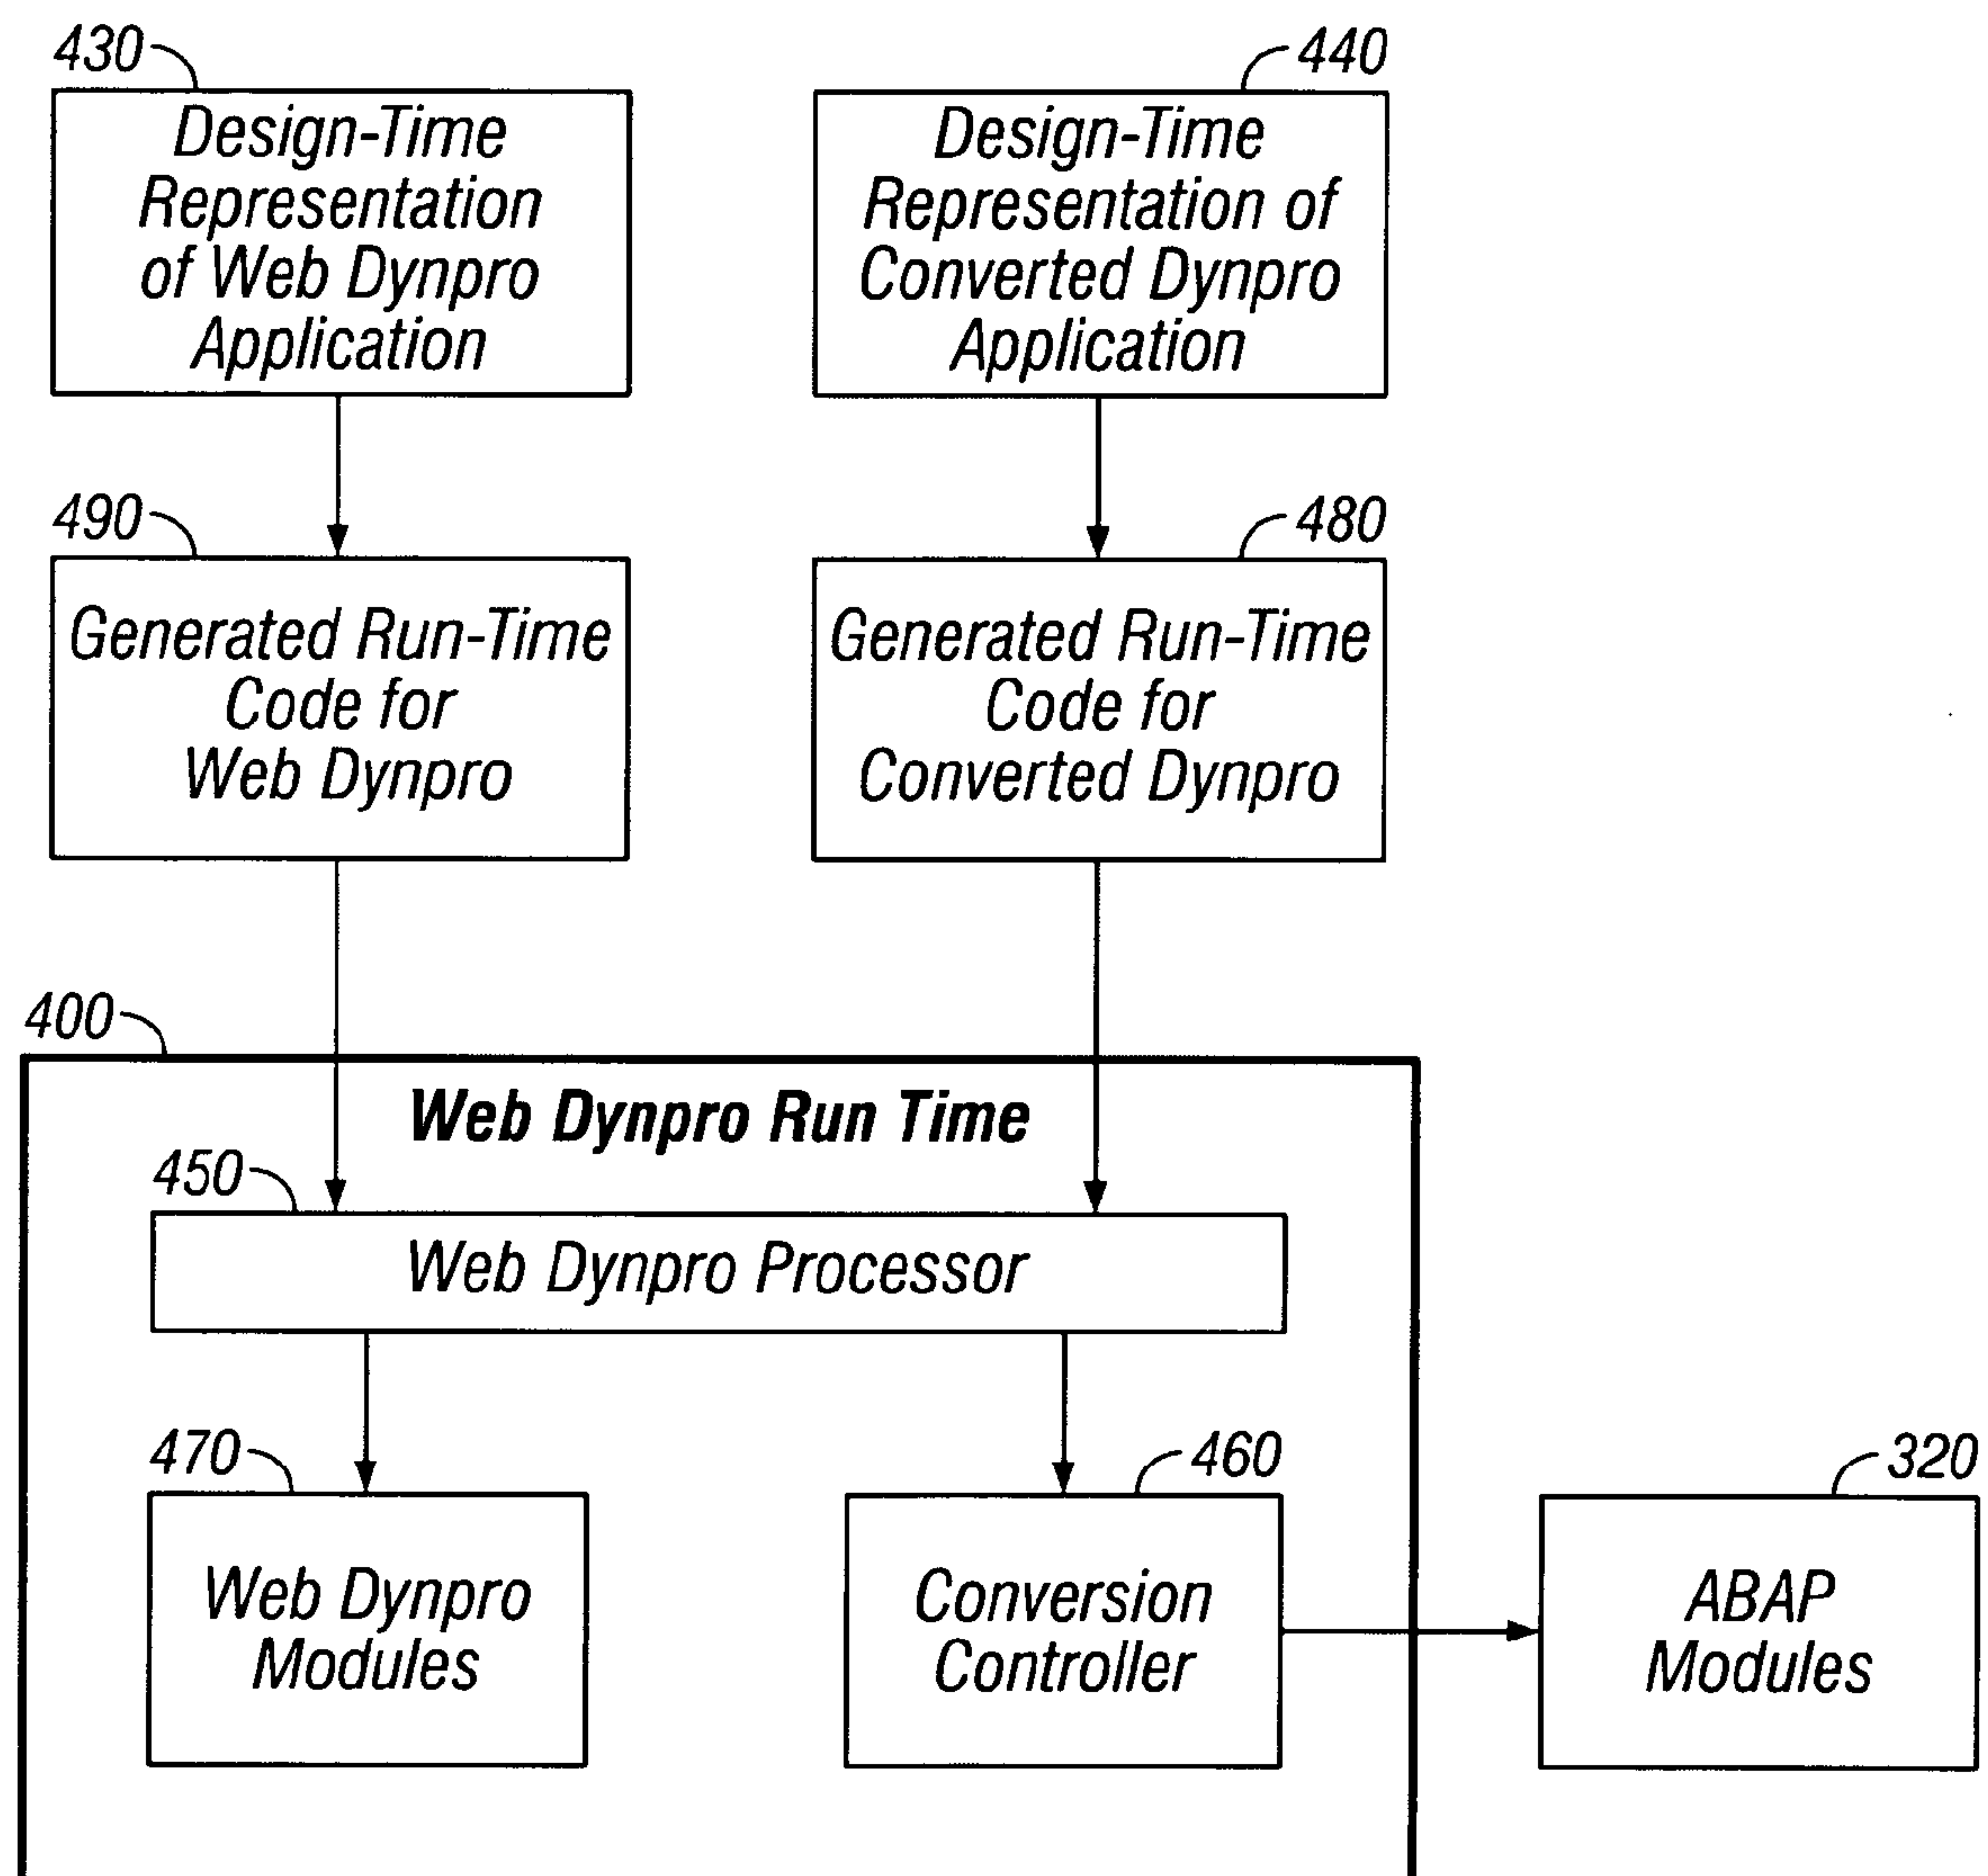 430
Design-Time
Representation
of Web Dynpro
Application
440
Design-Time
Representation of
Converted Dynpro
Application
490
Generated Run-Time
Code for
Web Dynpro
480
Generated Run-Time
Code for
Converted Dynpro
400
Web Dynpro Run Time
450
Web Dynpro Processor
470
Web Dynpro
Modules
460
Conversion
Controller
320
ABAP
Modules